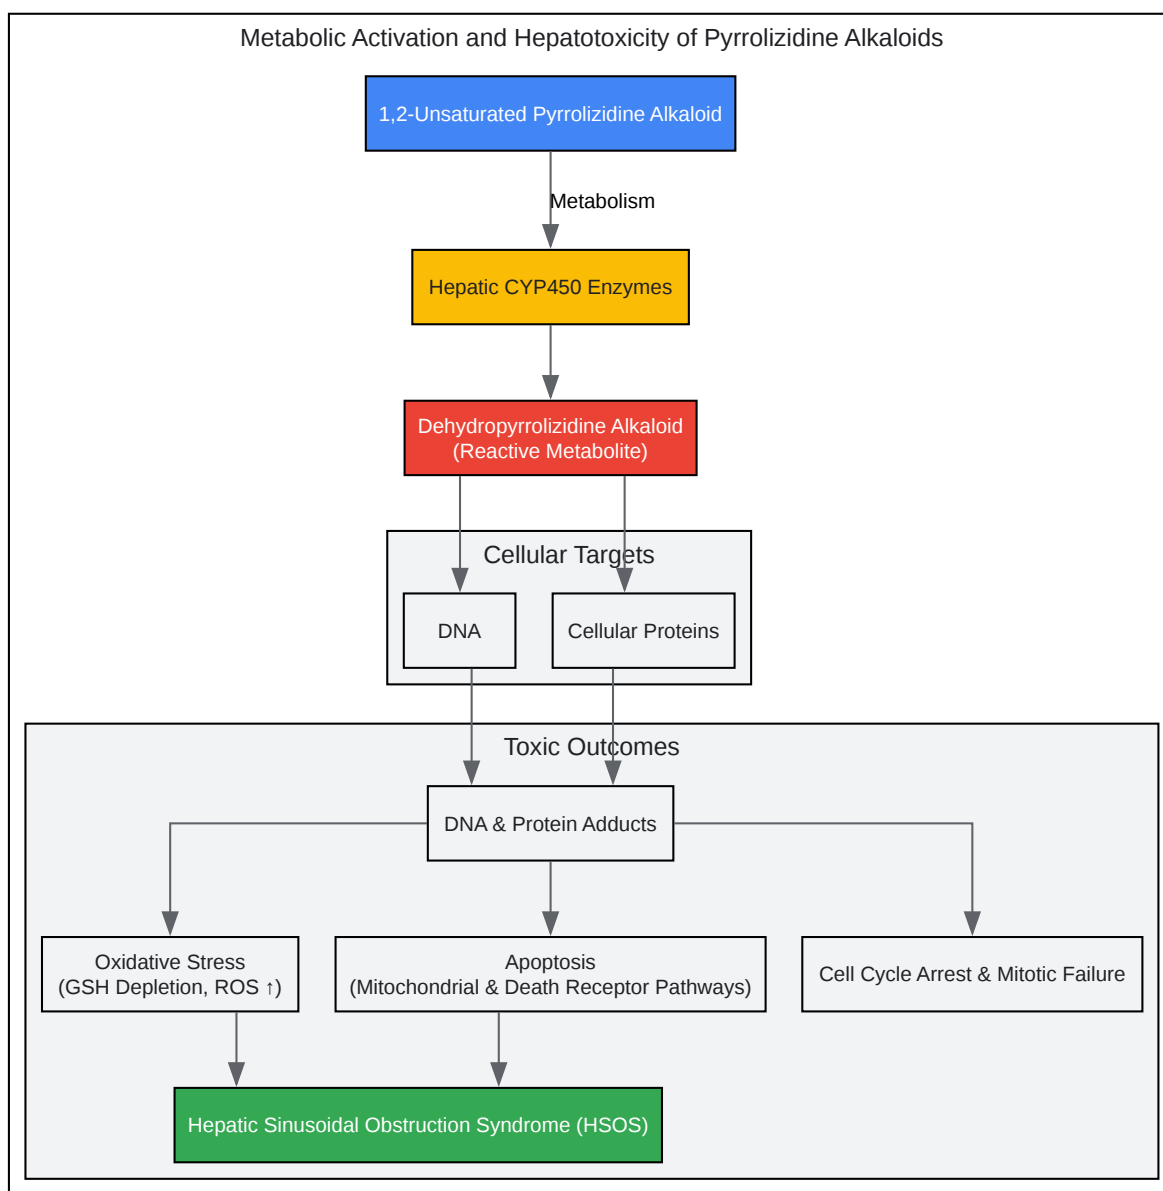 Metabolic Activation and Hepatotoxicity of Pyrrolizidine Alkaloids
1,2-Unsaturated Pyrrolizidine Alkaloid
Metabolism
Hepatic CYP450 Enzymes
Dehydropyrrolizidine Alkaloid
(Reactive Metabolite)
Cellular Targets
DNA
Cellular Proteins
Toxic Outcomes
DNA & Protein Adducts
Oxidative Stress
(GSH Depletion, ROS ↑)
Apoptosis
(Mitochondrial & Death Receptor Pathways)
Cell Cycle Arrest & Mitotic Failure
Hepatic Sinusoidal Obstruction Syndrome (HSOS)